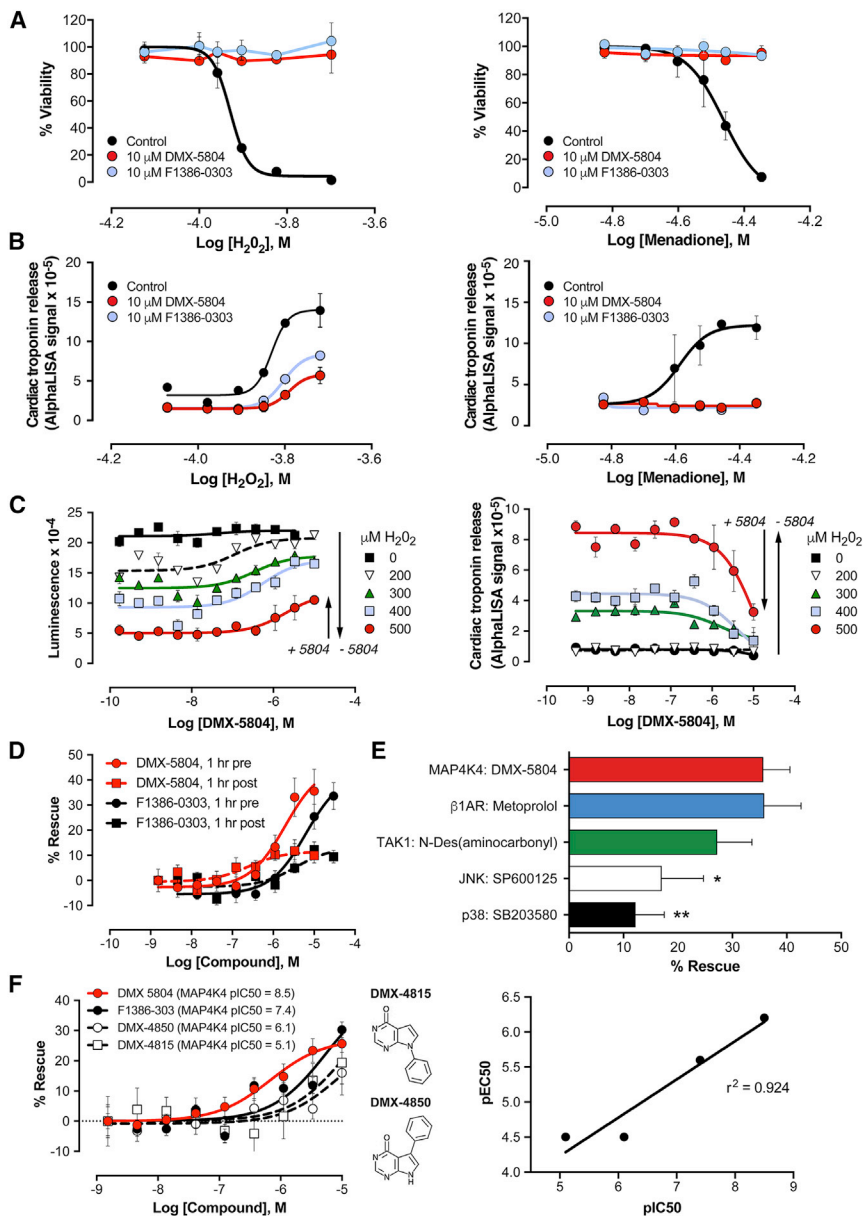 A
120
100
80
60
40
20
0
% Viability
Control
10 µM DMX-5804
10 µM F1386-0303
-4.2
-4.0
-3.8
-3.6
Log [H₂0₂], M
120
100
80
60
40
20
0
% Viability
Control
10 µM DMX-5804
10 µM F1386-0303
-5.0
-4.8
-4.6
-4.4
-4.2
Log [Menadione], M
B
20
15
10
5
0
Cardiac troponin release
(AlphaLISA signal x 10⁻⁵)
Control
10 µM DMX-5804
10 µM F1386-0303
-4.2
-4.0
-3.8
-3.6
Log [H₂O₂], M
20
15
10
5
0
Cardiac troponin release
(AlphaLISA signal x 10⁻⁵)
Control
10 µM DMX-5804
10 µM F1386-0303
-5.0
-4.8
-4.6
-4.4
-4.2
Log [Menadione], M
C
25
20
15
10
5
0
Luminescence x 10⁻⁴
+ 5804
- 5804
µM H₂O₂
0
200
300
400
500
-10
-9
-8
-7
-6
-5
-4
Log [DMX-5804], M
10
8
6
4
2
0
Cardiac troponin release
(AlphaLISA signal x10⁻⁵)
+ 5804
- 5804
µM H₂O₂
0
200
300
400
500
-10
-9
-8
-7
-6
-5
-4
Log [DMX-5804], M
D
50
40
30
20
10
0
-10
% Rescue
DMX-5804, 1 hr pre
DMX-5804, 1 hr post
F1386-0303, 1 hr pre
F1386-0303, 1 hr post
-10
-9
-8
-7
-6
-5
-4
Log [Compound], M
E
MAP4K4: DMX-5804
β1AR: Metoprolol
TAK1: N-Des(aminocarbonyl)
JNK: SP600125
*
p38: SB203580
**
0
10
20
30
40
50
% Rescue
F
40
30
20
10
0
-10
% Rescue
DMX 5804 (MAP4K4 pIC50 = 8.5)
F1386-303 (MAP4K4 pIC50 = 7.4)
DMX-4850 (MAP4K4 pIC50 = 6.1)
DMX-4815 (MAP4K4 pIC50 = 5.1)
-9
-8
-7
-6
-5
Log [Compound], M
DMX-4815
O
HN
N
N
DMX-4850
O
HN
N
N
H
6.5
6.0
5.5
5.0
4.5
4.0
pEC50
r² = 0.924
5
6
7
8
9
pIC50